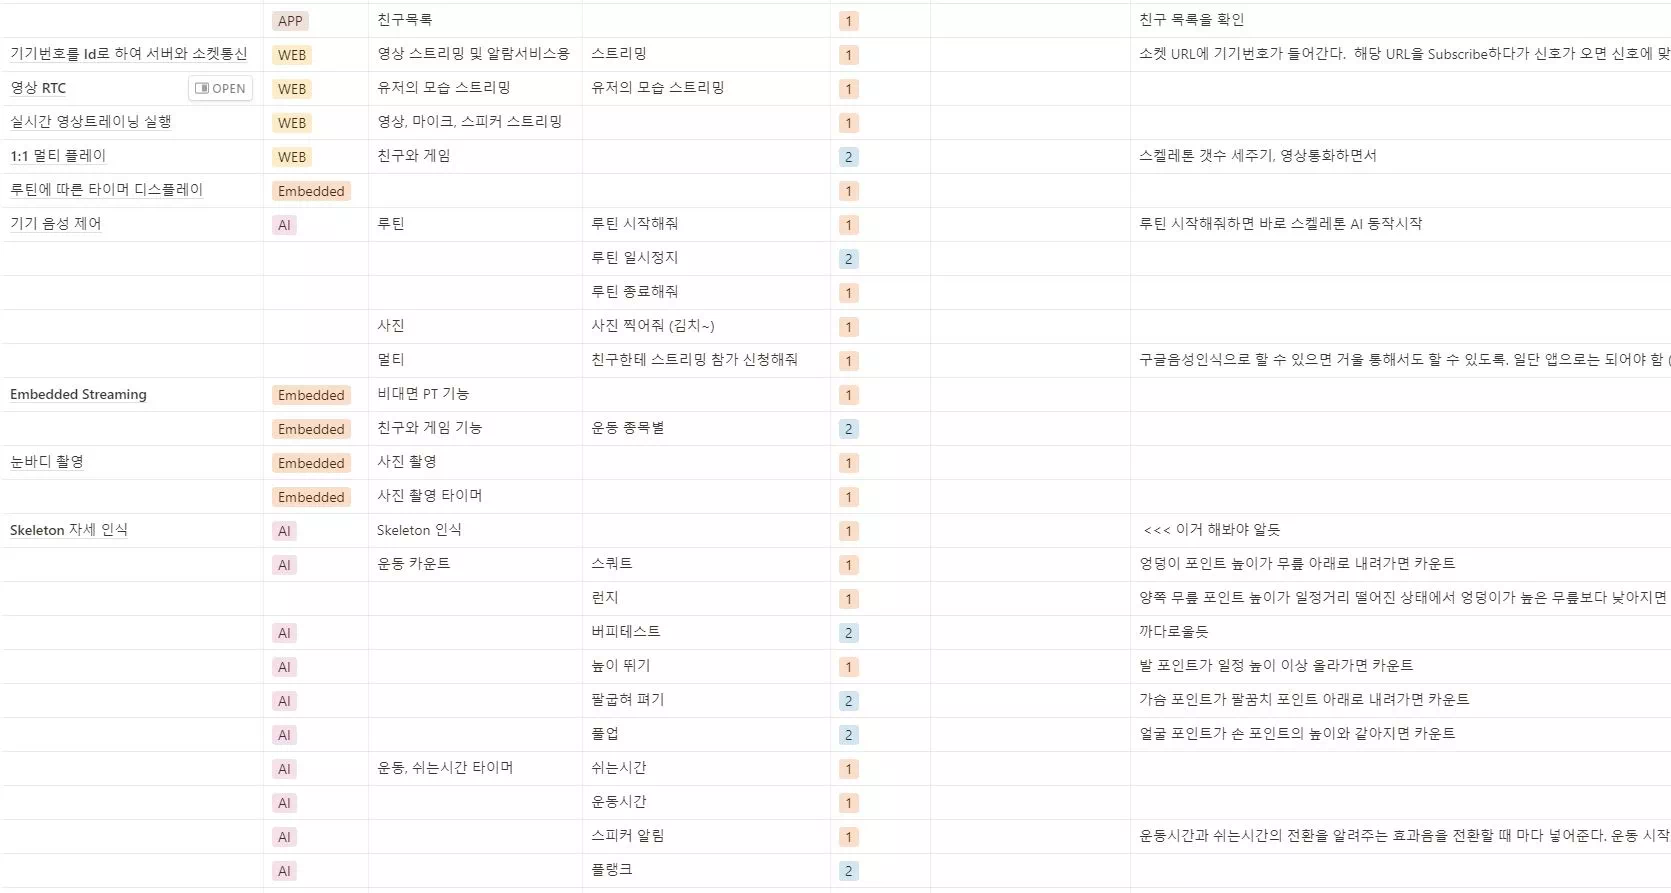 APP 친구목록 1 친구 목록을 확인
기기번호를 Id로 하여 서버와 소켓통신 WEB 영상 스트리밍 및 알람서비스용 스트리밍 1 소켓 URL에 기기번호가 들어간다. 해당 URL을 Subscribe하다가 신호가 오면 신호에 맞
영상 RTC OPEN WEB 유저의 모습 스트리밍 유저의 모습 스트리밍 1
실시간 영상트레이닝 실행 WEB 영상, 마이크, 스피커 스트리밍 1
1:1 멀티 플레이 WEB 친구와 게임 2 스켈레톤 갯수 세주기, 영상통화하면서
루틴에 따른 타이머 디스플레이 Embedded 1
기기 음성 제어 AI 루틴 루틴 시작해줘 1 루틴 시작해줘하면 바로 스켈레톤 AI 동작시작
루틴 일시정지 2
루틴 종료해줘 1
사진 사진 찍어줘 (김치~) 1
멀티 친구한테 스트리밍 참가 신청해줘 1 구글음성인식으로 할 수 있으면 거울 통해서도 할 수 있도록. 일단 앱으로는 되어야 함 (
Embedded Streaming Embedded 비대면 PT 기능 1
Embedded 친구와 게임 기능 운동 종목별 2
눈바디 촬영 Embedded 사진 촬영 1
Embedded 사진 촬영 타이머 1
Skeleton 자세 인식 AI Skeleton 인식 1 <<< 이거 해봐야 알듯
AI 운동 카운트 스쿼트 1 엉덩이 포인트 높이가 무릎 아래로 내려가면 카운트
런지 1 양쪽 무릎 포인트 높이가 일정거리 떨어진 상태에서 엉덩이가 높은 무릎보다 낮아지면
AI 버피테스트 2 까다로울듯
AI 높이 뛰기 1 발 포인트가 일정 높이 이상 올라가면 카운트
AI 팔굽혀 펴기 2 가슴 포인트가 팔꿈치 포인트 아래로 내려가면 카운트
AI 풀업 2 얼굴 포인트가 손 포인트의 높이와 같아지면 카운트
AI 운동, 쉬는시간 타이머 쉬는시간 1
AI 운동시간 1
AI 스피커 알림 1 운동시간과 쉬는시간의 전환을 알려주는 효과음을 전환할 때 마다 넣어준다. 운동 시작
AI 플랭크 2